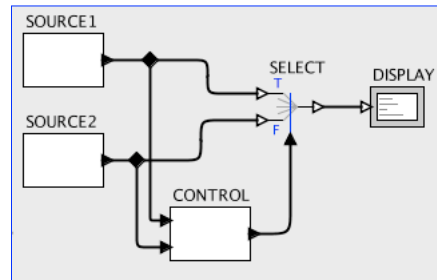 SOURCE1
SELECT
T
DISPLAY
SOURCE2
F
CONTROL